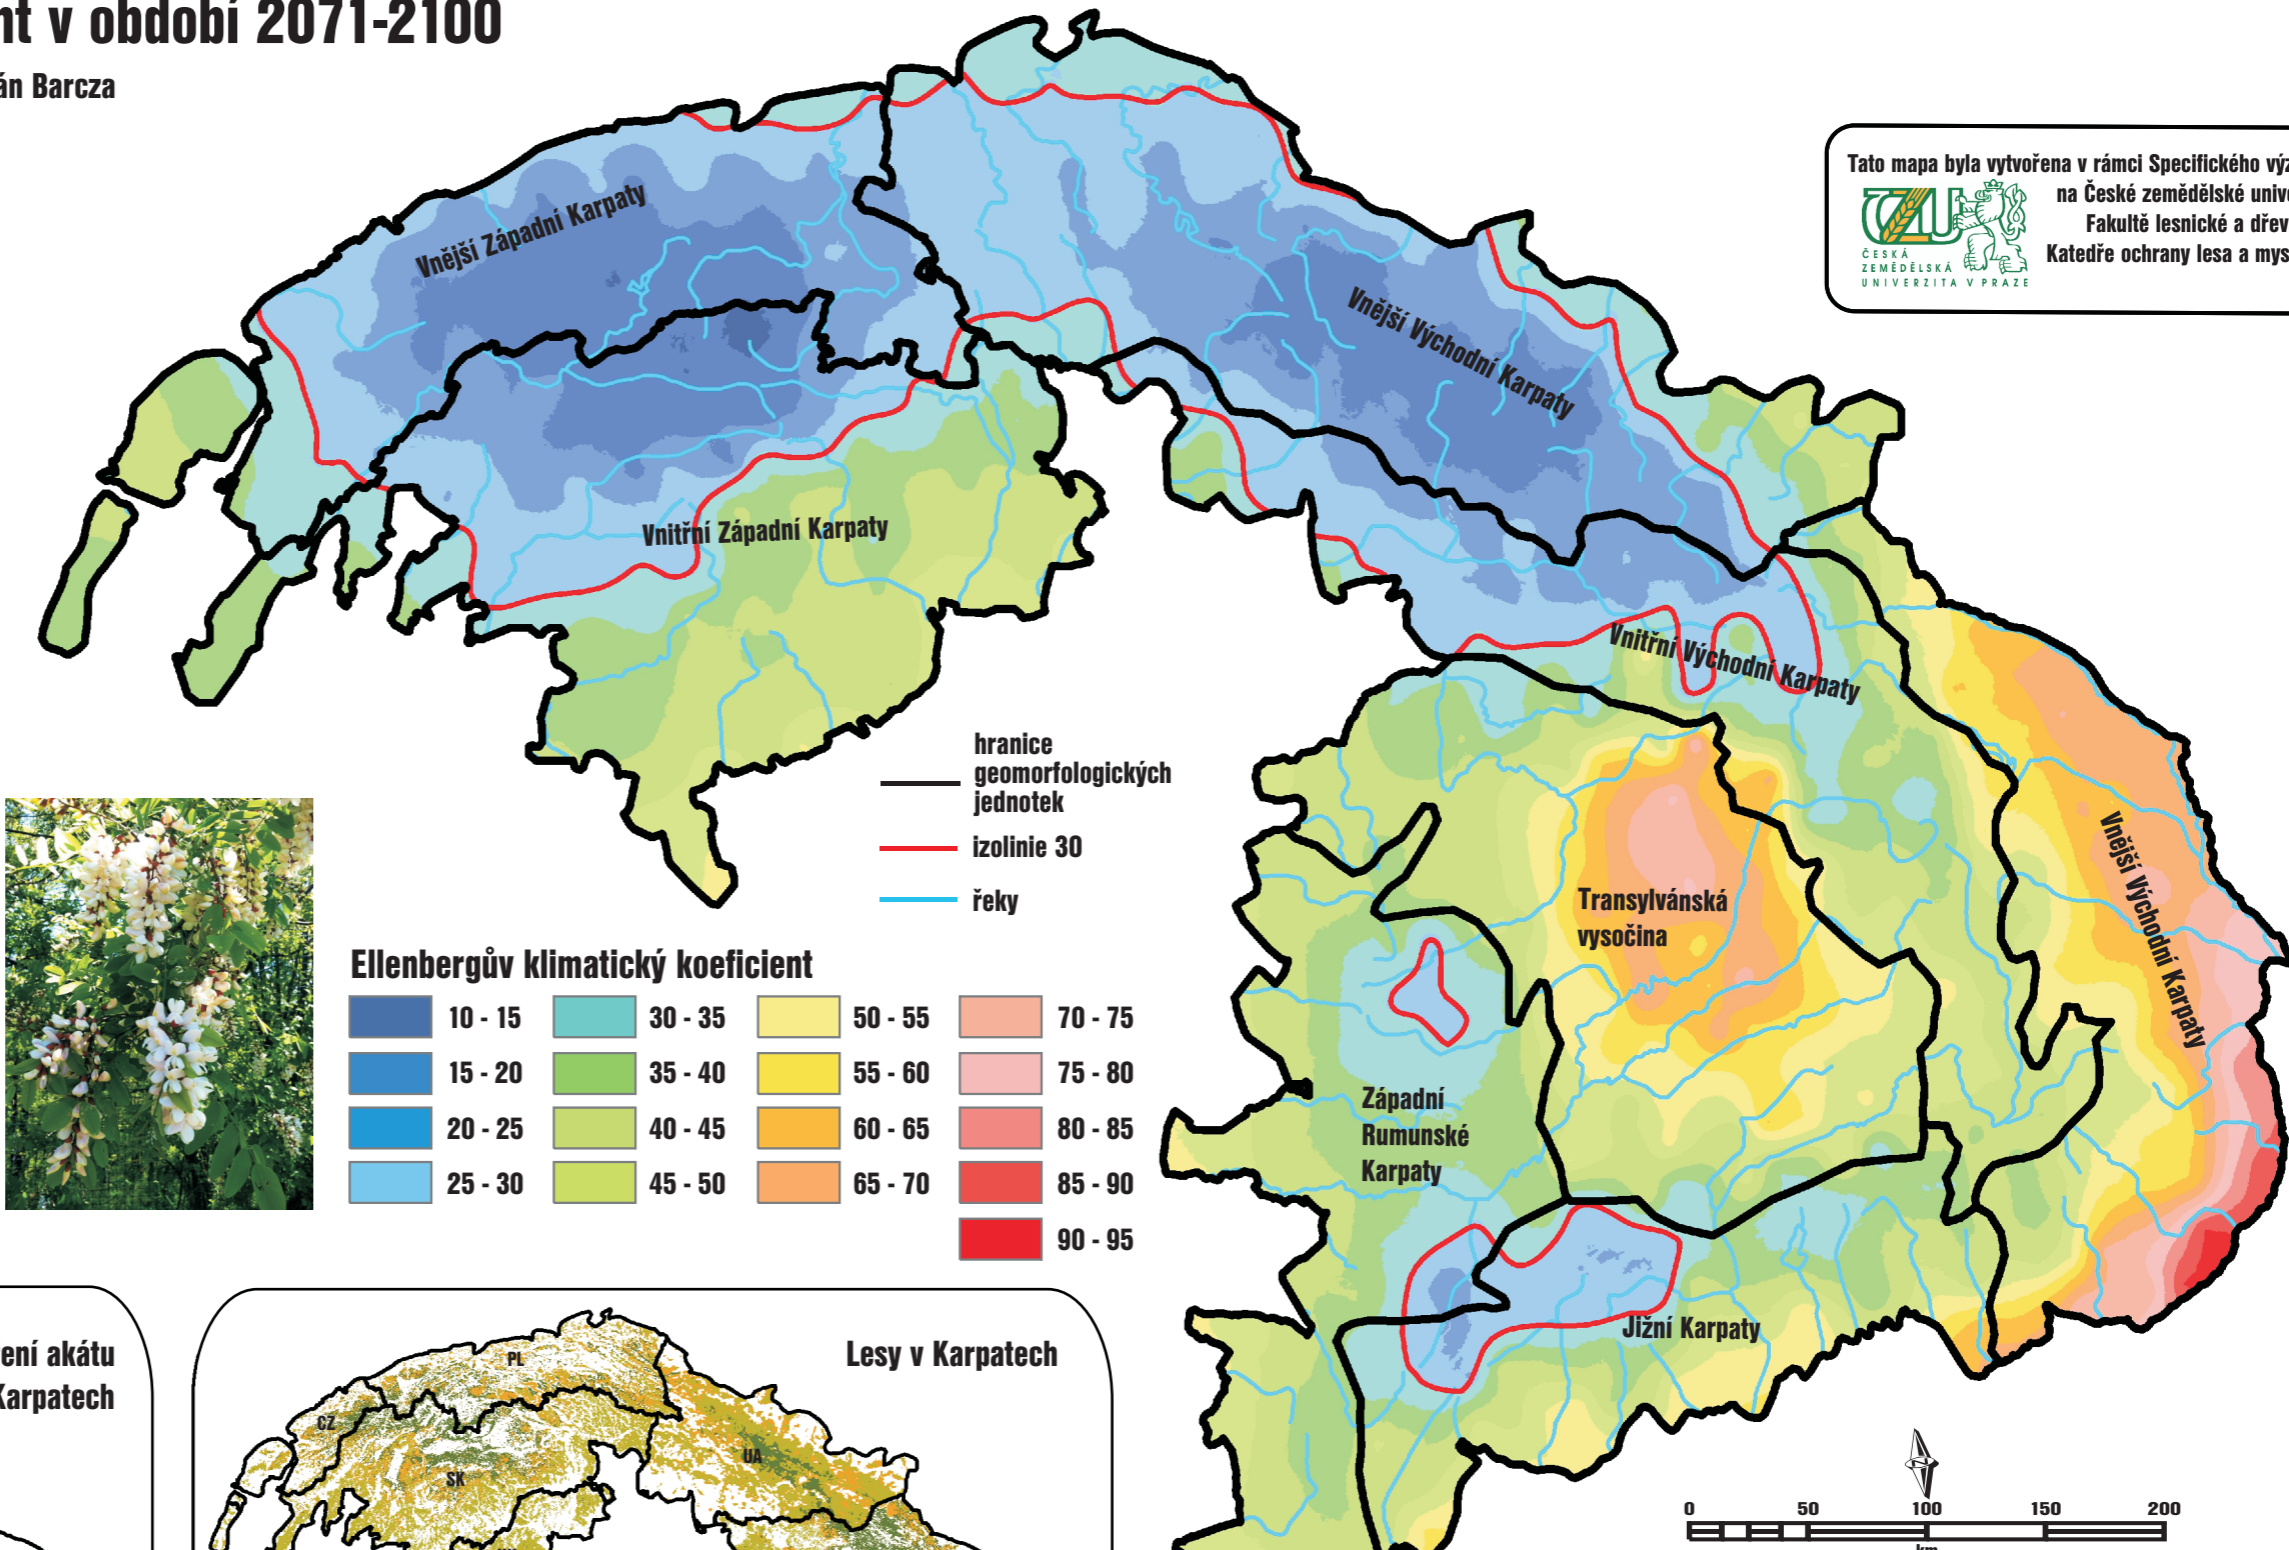 nt v období 2071-2100
án Barcza
Tato mapa byla vytvořena v rámci Specifického výz
na České zemědělské unive
Fakultě lesnické a dřev
Katedře ochrany lesa a mys
ČZU
ČESKÁ
ZEMĚDĚLSKÁ
UNIVERZITA V PRAZE
Vnější Západní Karpaty
Vnější Východní Karpaty
Vnitřní Západní Karpaty
Vnitřní Východní Karpaty
Vnější Východní Karpaty
Transylvánská
vysočina
Západní
Rumunské
Karpaty
Jižní Karpaty
hranice
geomorfologických
jednotek
izolinie 30
řeky
Ellenbergův klimatický koeficient
10 - 15
15 - 20
20 - 25
25 - 30
30 - 35
35 - 40
40 - 45
45 - 50
50 - 55
55 - 60
60 - 65
65 - 70
70 - 75
75 - 80
80 - 85
85 - 90
90 - 95
ení akátu
Karpatech
Lesy v Karpatech
PL
CZ
SK
UA
N
0 50 100 150 200
km